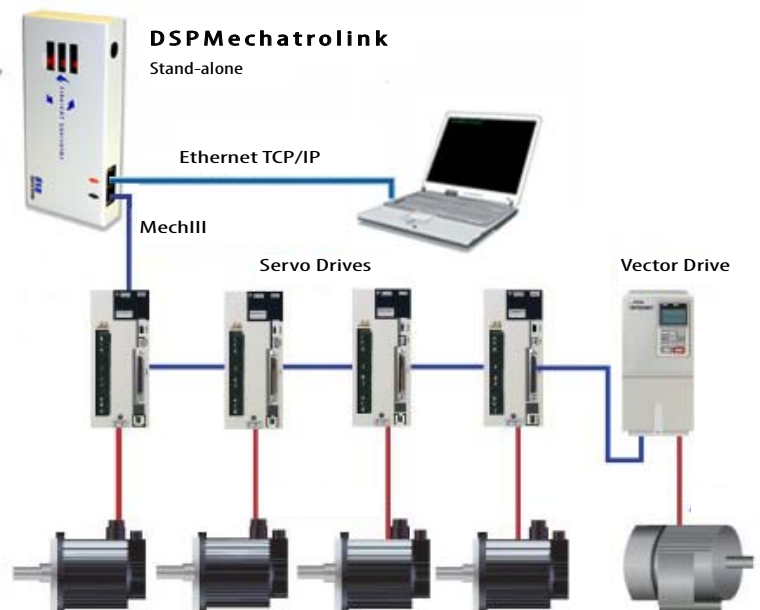 DSPMechatrolink
Stand-alone
Ethernet TCP/IP
MechIII
Servo Drives
Vector Drive